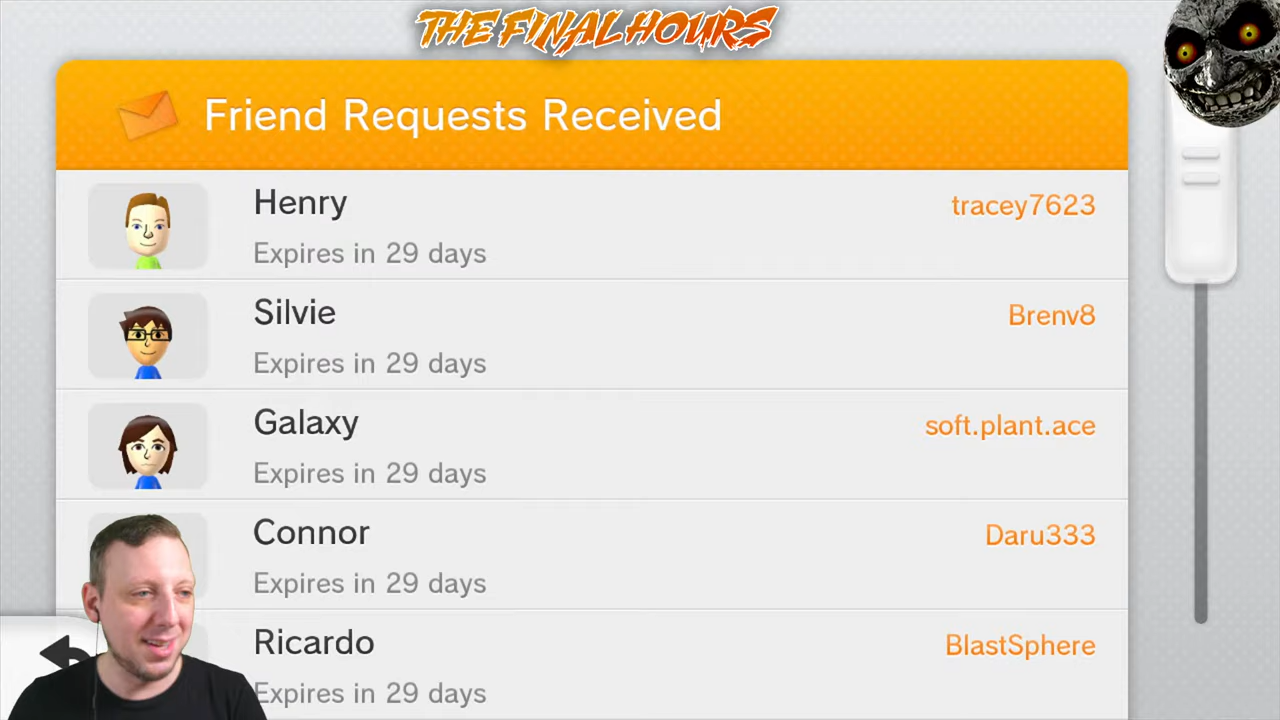 THE FINAL HOURS
Friend Requests Received
Henry
tracey7623
Expires in 29 days
Silvie
Brenv8
Expires in 29 days
Galaxy
soft.plant.ace
Expires in 29 days
Connor
Daru333
Expires in 29 days
Ricardo
BlastSphere
Expires in 29 days